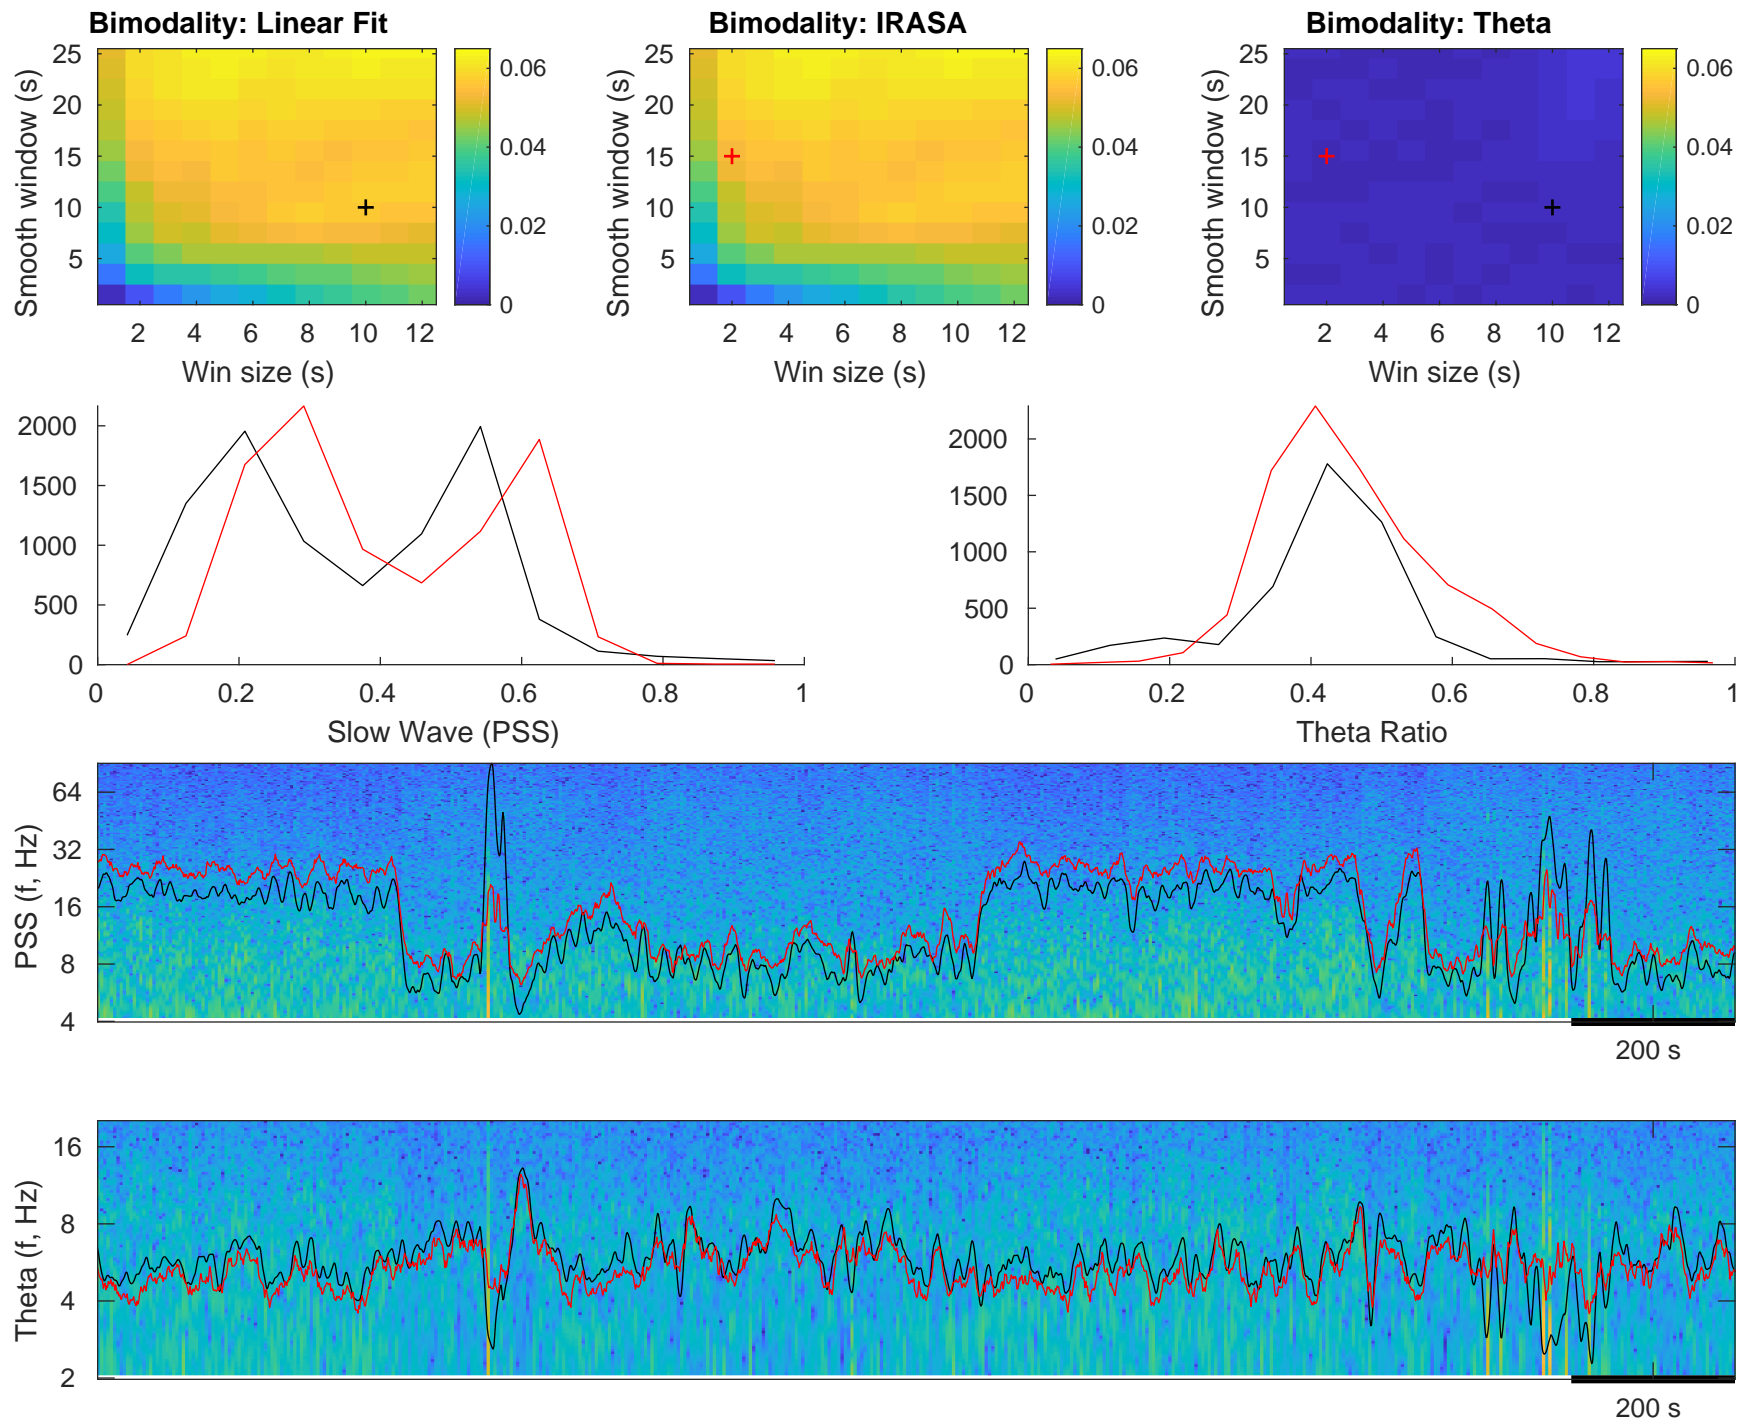 Bimodality: Linear Fit
Bimodality: IRASA
Bimodality: Theta
Smooth window (s)
25
20
15
10
5
2 4 6 8 10 12
Win size (s)
0.06
0.04
0.02
0
Smooth window (s)
25
20
15
10
5
2 4 6 8 10 12
Win size (s)
0.06
0.04
0.02
0
Smooth window (s)
25
20
15
10
5
2 4 6 8 10 12
Win size (s)
0.06
0.04
0.02
0
2000
1500
1000
500
0
0 0.2 0.4 0.6 0.8 1
Slow Wave (PSS)
2000
1500
1000
500
0
0 0.2 0.4 0.6 0.8 1
Theta Ratio
PSS (f, Hz)
64
32
16
8
4
200 s
Theta (f, Hz)
16
8
4
2
200 s